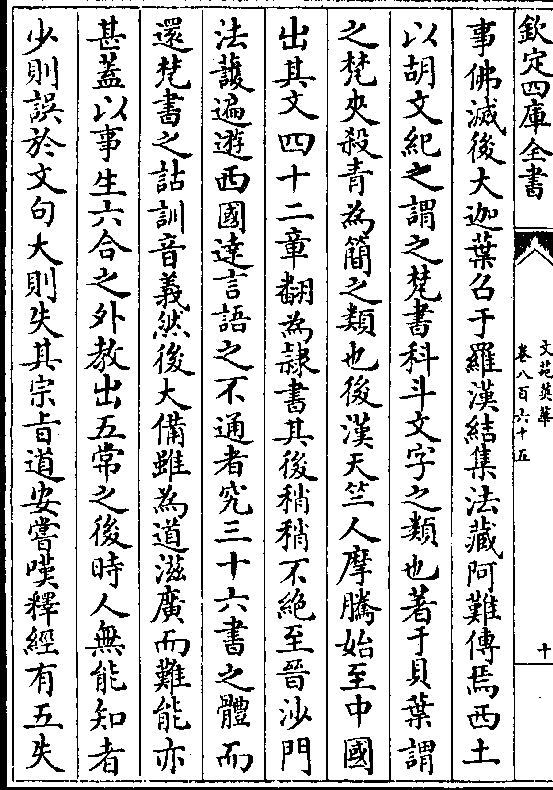 欽定四庫全書
文苑英華
卷八百六十五
十
事佛滅後大迦葉召千羅漢結集法藏阿難傳焉西土
以胡文紀之謂之梵書科斗文字之類也著于貝葉謂
之梵夾殺青為簡之類也後漢天竺人摩騰始至中國
出其文四十二章翻為隷書其後稍稍不絶至晉沙門
法護遍遊西國達言語之不通者究三十六書之體而
還梵書之詁訓音義然後大備雖為道滋廣而難能亦
甚蓋以事生六合之外教出五常之後時人無能知者
少則誤於文句大則失其宗旨道安嘗嘆釋經有五失